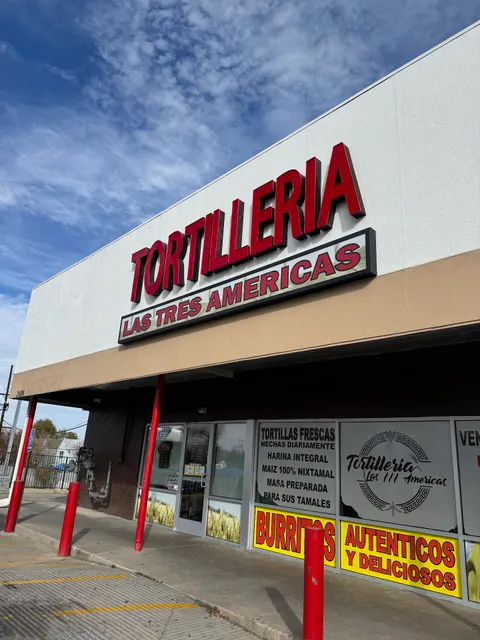 TORTILLERIA
LAS TRES AMERICAS
TORTILLAS FRESCAS
HECHAS DIARIAMENTE
HARINA INTEGRAL
MAIZ 100% NIXTAMAL
MASA PREPARADA
PARA SUS TAMALES
BURRITOS
Tortilleria
Las III Americas
AUTENTICOS
Y DELICIOSOS